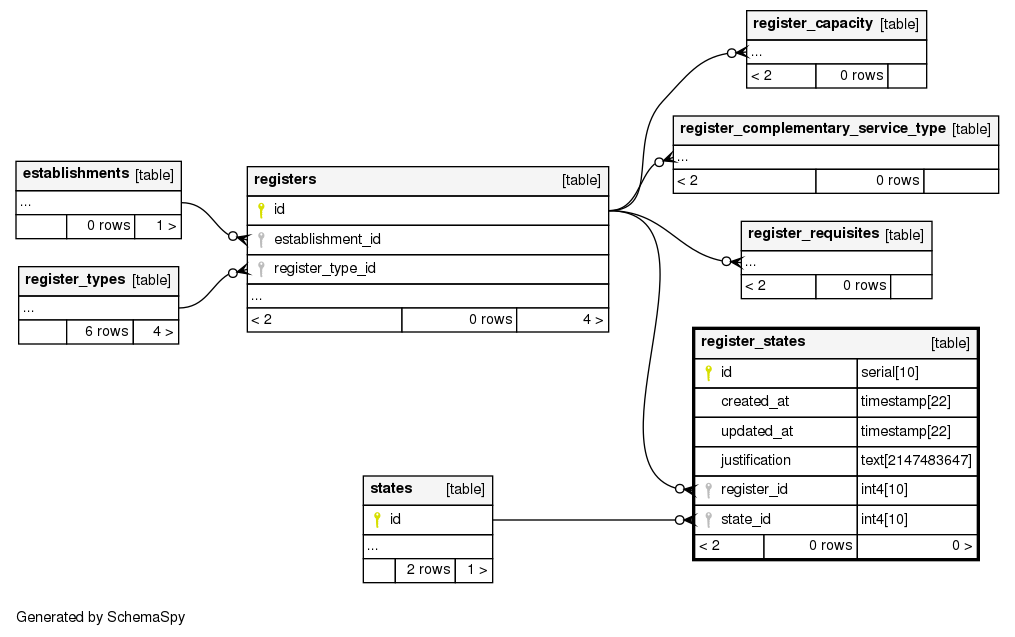 register_capacity [table]
...
< 2 0 rows
register_complementary_service_type [table]
...
< 2 0 rows
establishments [table]
...
0 rows 1 >
register_types [table]
...
6 rows 4 >
registers [table]
id
establishment_id
register_type_id
...
< 2 0 rows 4 >
register_requisites [table]
...
< 2 0 rows
register_states [table]
id serial[10]
created_at timestamp[22]
updated_at timestamp[22]
justification text[2147483647]
register_id int4[10]
state_id int4[10]
< 2 0 rows 0 >
states [table]
id
...
2 rows 1 >
Generated by SchemaSpy